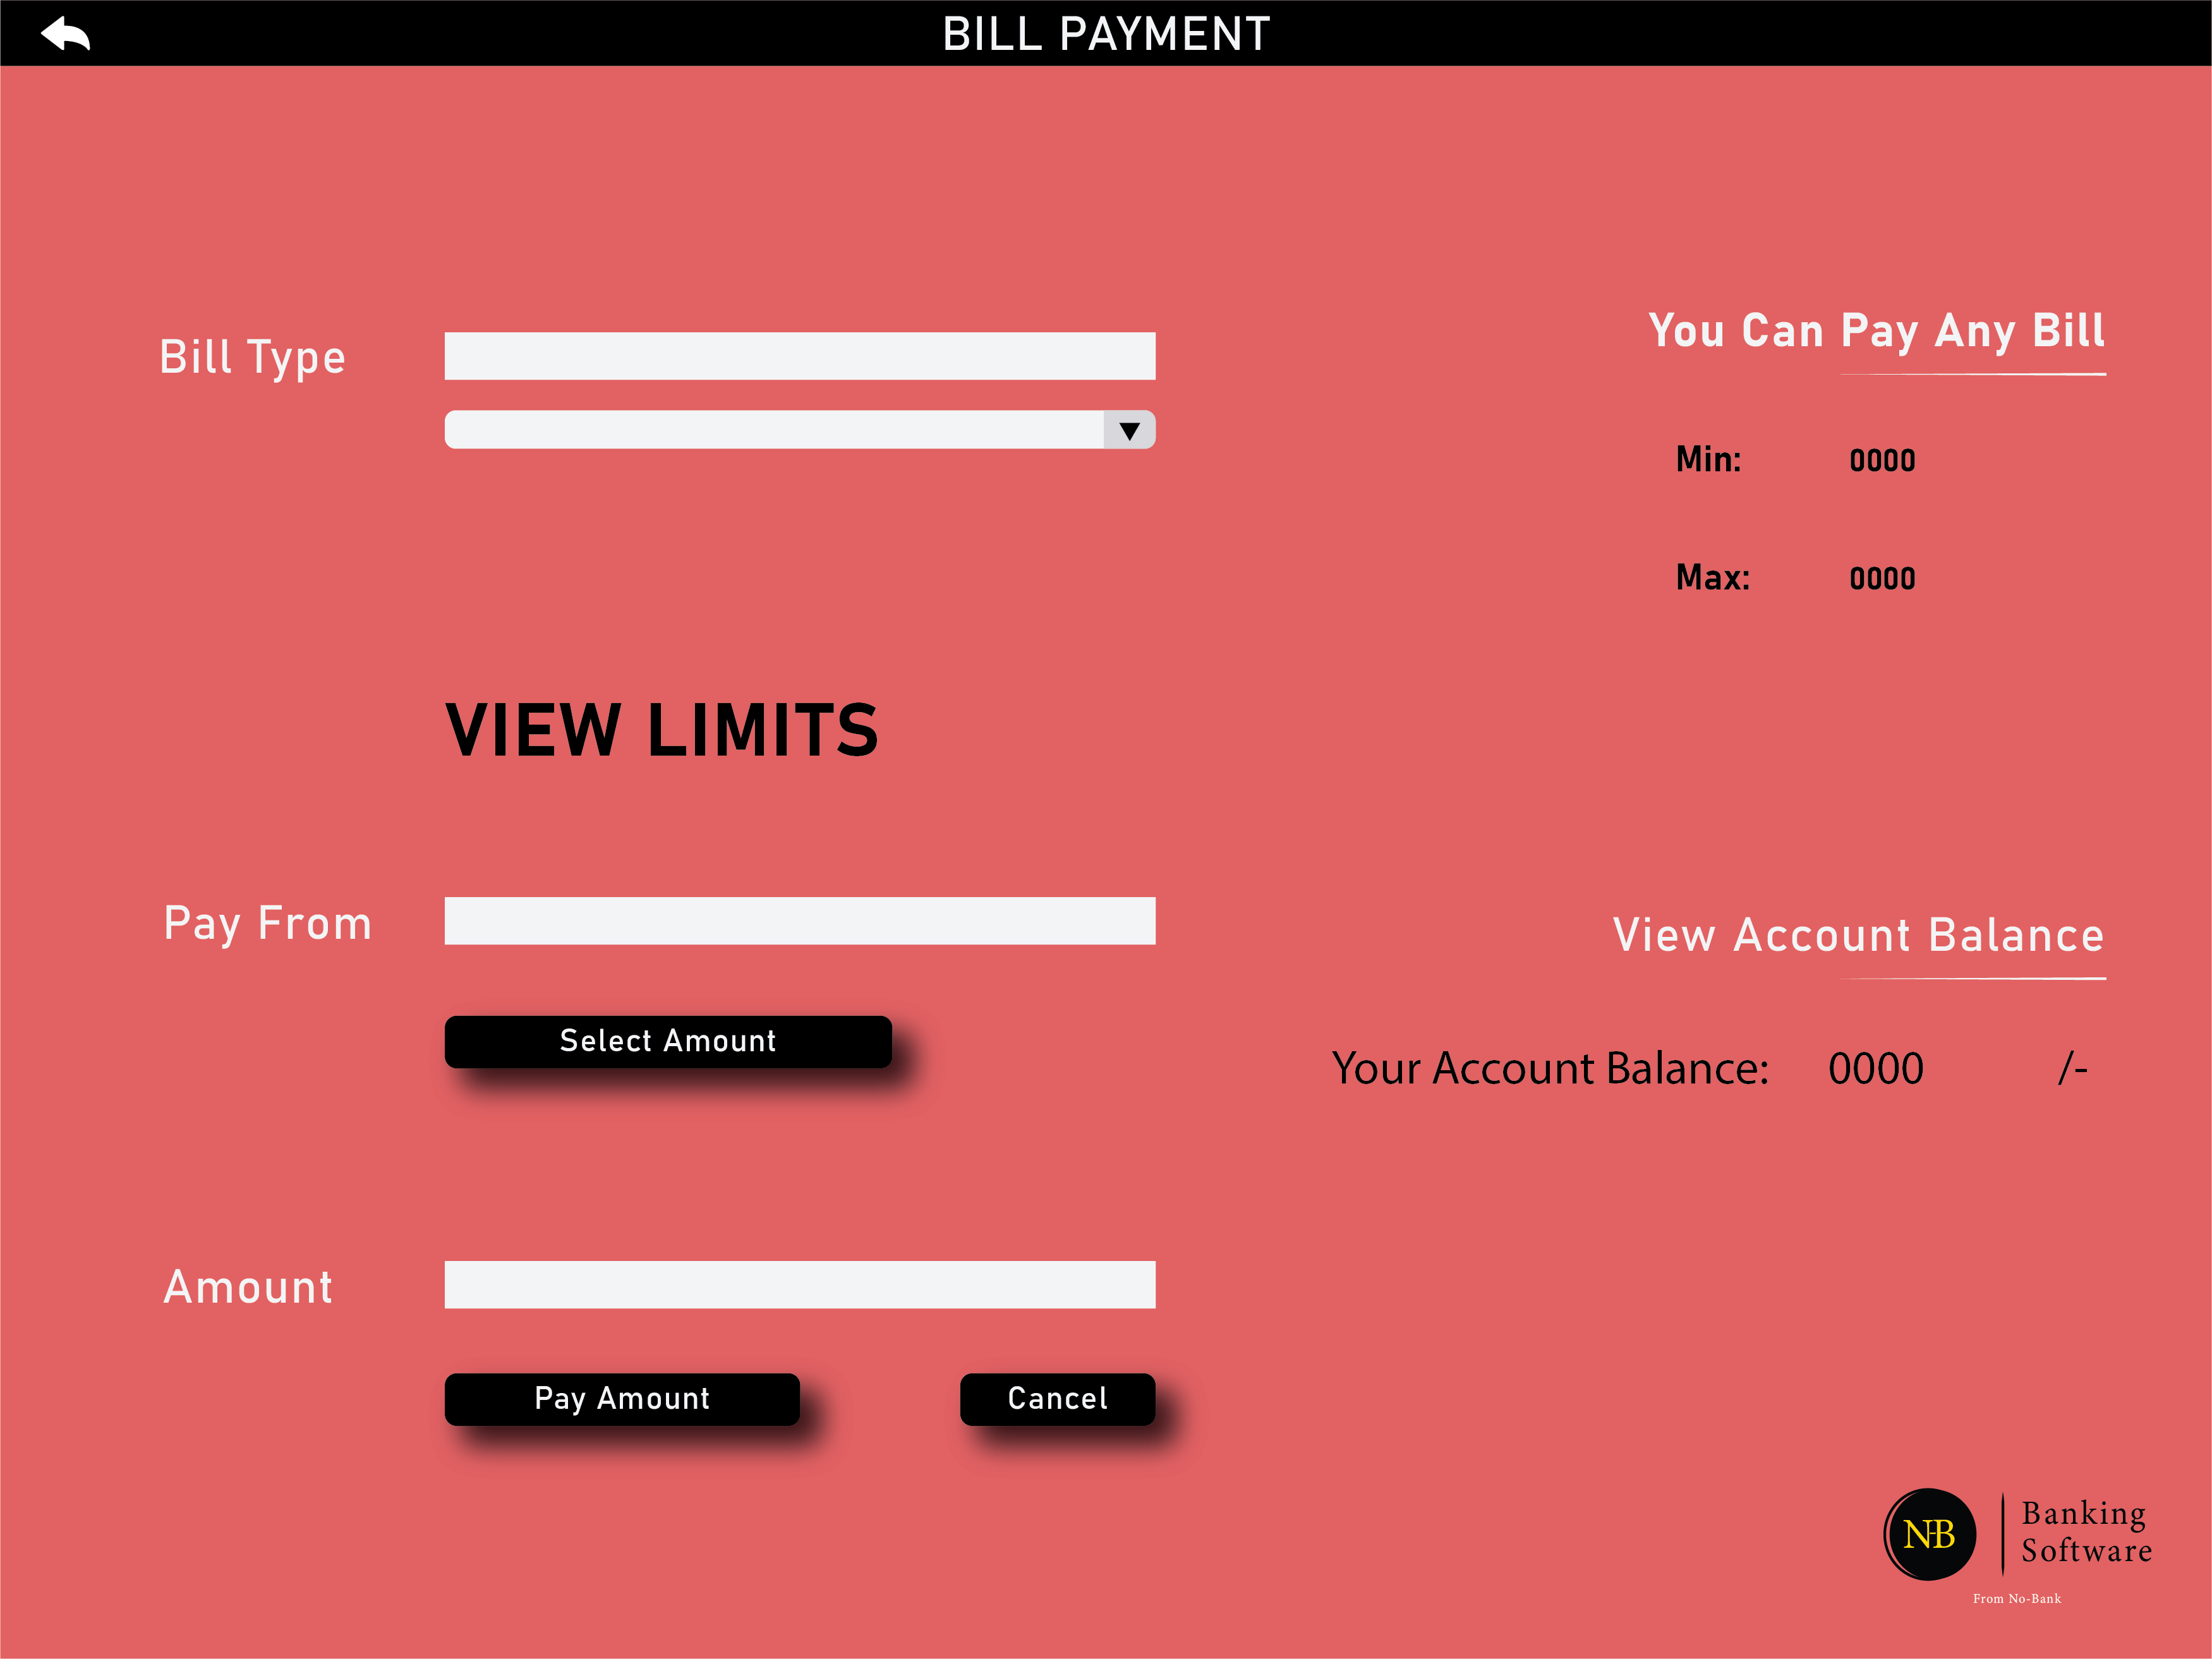 BILL PAYMENT
Bill Type
You Can Pay Any Bill
Min: 0000
Max: 0000
VIEW LIMITS
Pay From
View Account Balance
Select Amount
Your Account Balance: 0000 /-
Amount
Pay Amount
Cancel
N-B
Banking
Software
From No-Bank